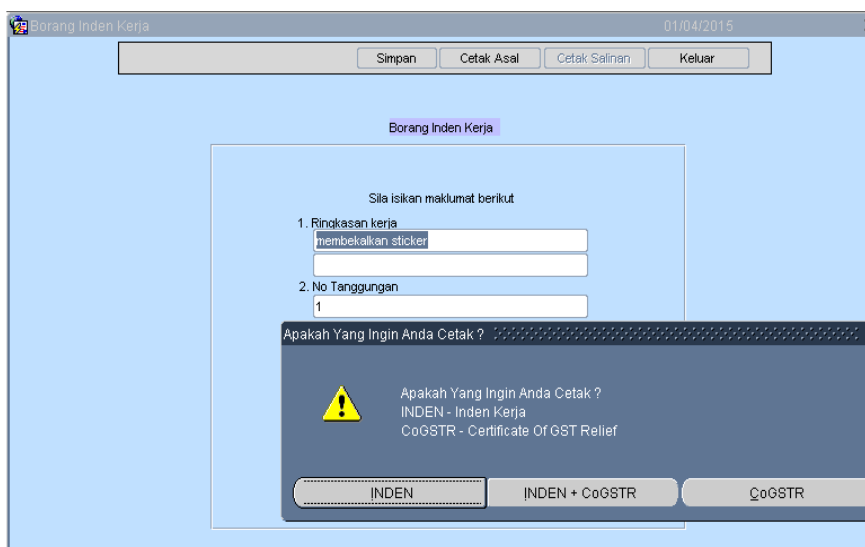 Borang Inden Kerja 01/04/2015
Simpan Cetak Asal Cetak Salinan Keluar
Borang Inden Kerja
Sila isikan maklumat berikut
1. Ringkasan kerja
membekalkan sticker
2. No Tanggungan
1
Apakah Yang Ingin Anda Cetak ?
Apakah Yang Ingin Anda Cetak ?
INDEN - Inden Kerja
CoGSTR - Certificate Of GST Relief
INDEN INDEN + CoGSTR CoGSTR